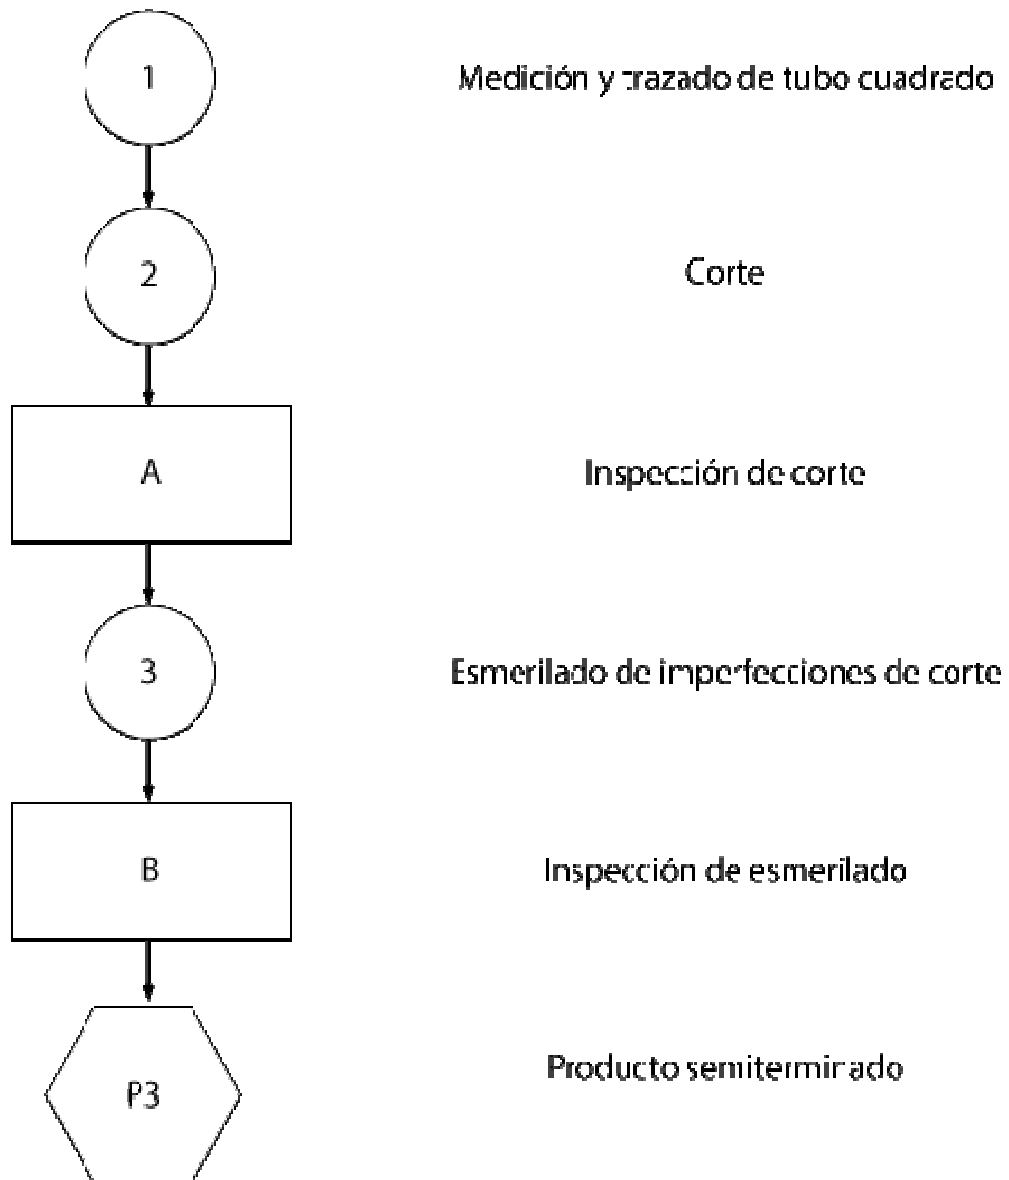 1
Medición y trazado de tubo cuadrado
2
Corte
A
Inspección de corte
3
Esmerilado de imperfecciones de corte
B
Inspección de esmerilado
P3
Producto semiterminado